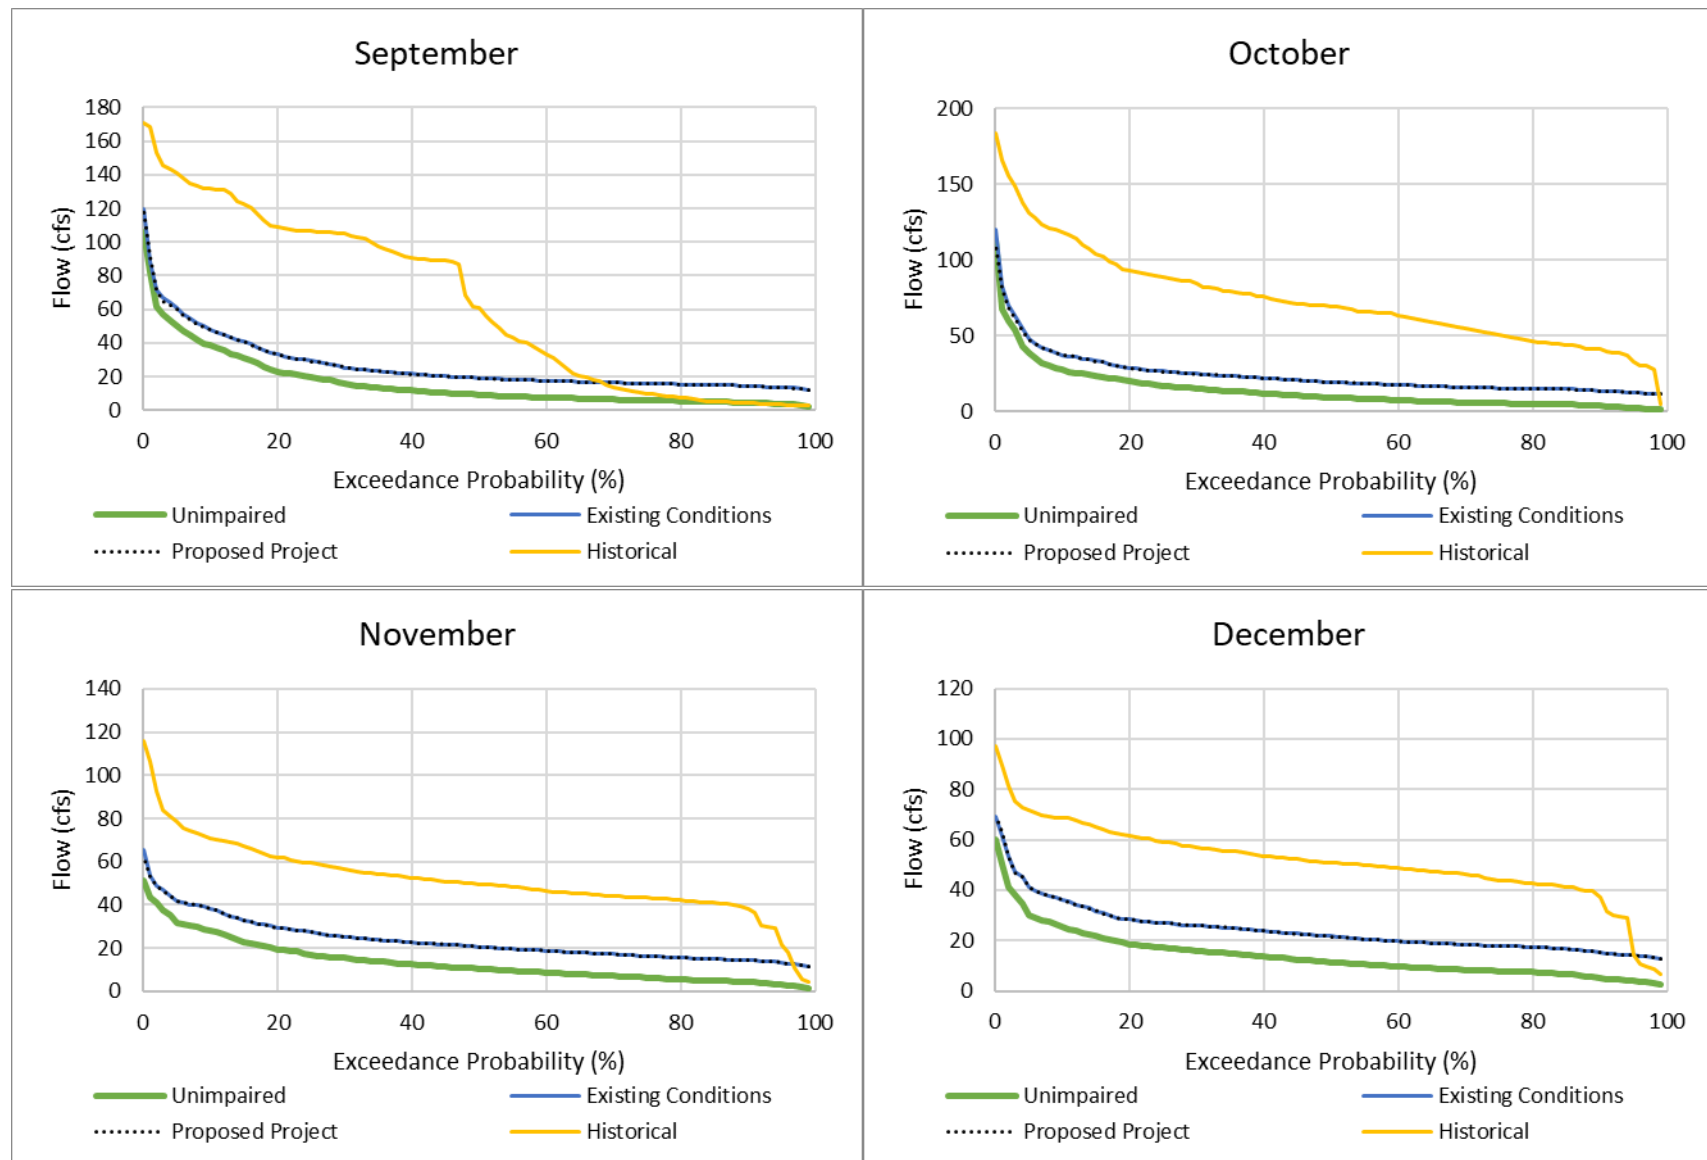 September
180
160
140
120
100
80
60
40
20
0
Flow (cfs)
0 20 40 60 80 100
Exceedance Probability (%)
Unimpaired Existing Conditions
Proposed Project Historical
October
200
150
100
50
0
Flow (cfs)
0 20 40 60 80 100
Exceedance Probability (%)
Unimpaired Existing Conditions
Proposed Project Historical
November
140
120
100
80
60
40
20
0
Flow (cfs)
0 20 40 60 80 100
Exceedance Probability (%)
Unimpaired Existing Conditions
Proposed Project Historical
December
120
100
80
60
40
20
0
Flow (cfs)
0 20 40 60 80 100
Exceedance Probability (%)
Unimpaired Existing Conditions
Proposed Project Historical